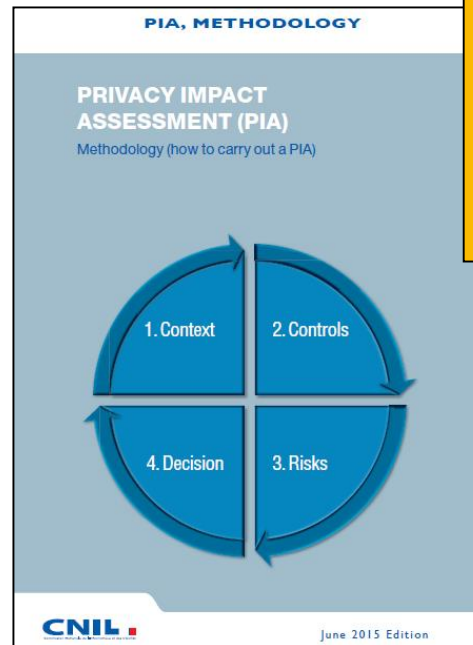 PIA, METHODOLOGY
PRIVACY IMPACT
ASSESSMENT (PIA)
Methodology (how to carry out a PIA)
1. Context
2. Controls
4. Decision
3. Risks
CNIL
June 2015 Edition